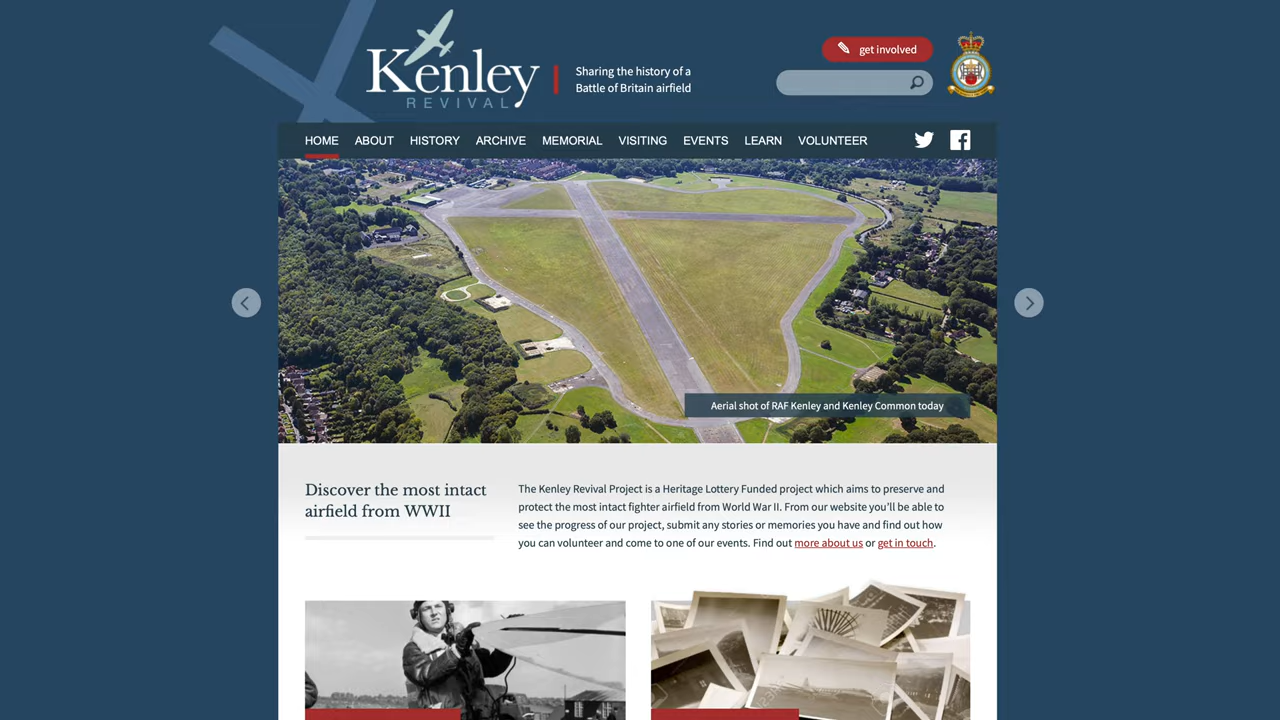 Kenley
REVIVAL
Sharing the history of a
Battle of Britain airfield
get involved
HOME ABOUT HISTORY ARCHIVE MEMORIAL VISITING EVENTS LEARN VOLUNTEER
Aerial shot of RAF Kenley and Kenley Common today
Discover the most intact
airfield from WWII
The Kenley Revival Project is a Heritage Lottery Funded project which aims to preserve and
protect the most intact fighter airfield from World War II. From our website you’ll be able to
see the progress of our project, submit any stories or memories you have and find out how
you can volunteer and come to one of our events. Find out more about us or get in touch.